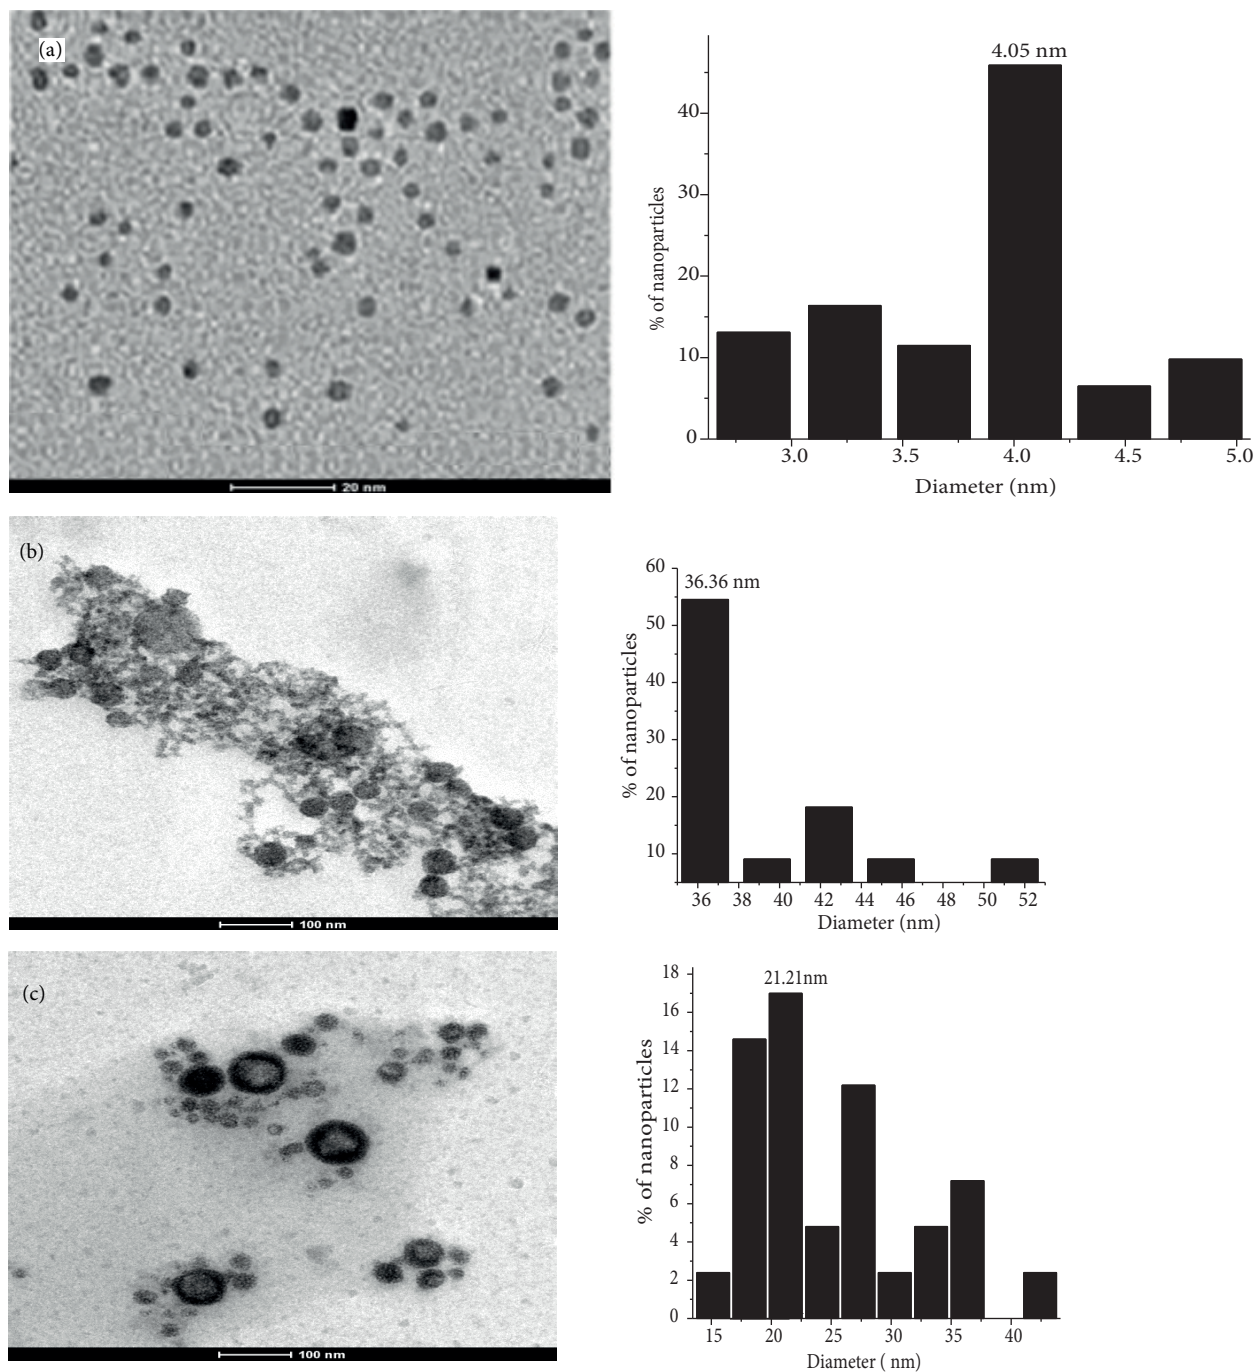 (a)
20 nm
4.05 nm
% of nanoparticles
40
30
20
10
0
3.0 3.5 4.0 4.5 5.0
Diameter (nm)
(b)
100 nm
36.36 nm
% of nanoparticles
60
50
40
30
20
10
36 38 40 42 44 46 48 50 52
Diameter (nm)
(c)
100 nm
21.21nm
% of nanoparticles
18
16
14
12
10
8
6
4
2
0
15 20 25 30 35 40
Diameter ( nm)